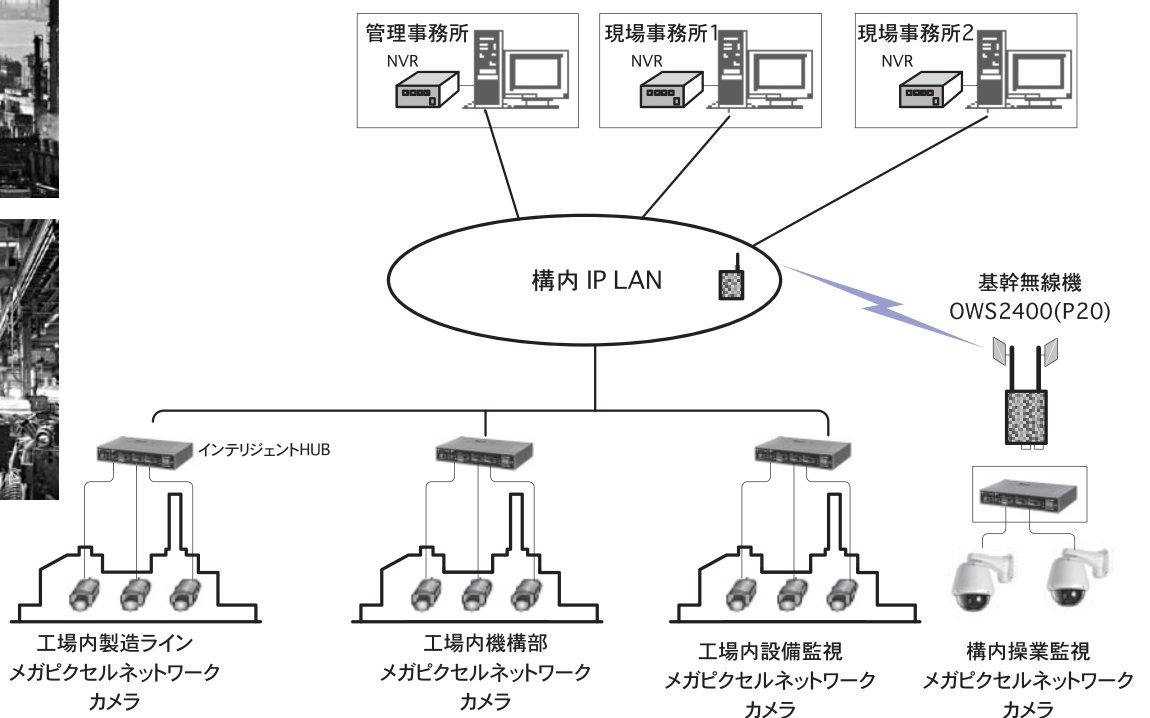 管理事務所
NVR
現場事務所1
NVR
現場事務所2
NVR
構内 IP LAN
基幹無線機
OWS2400(P20)
インテリジェントHUB
工場内製造ライン
メガピクセルネットワーク
カメラ
工場内機構部
メガピクセルネットワーク
カメラ
工場内設備監視
メガピクセルネットワーク
カメラ
構内操業監視
メガピクセルネットワーク
カメラ